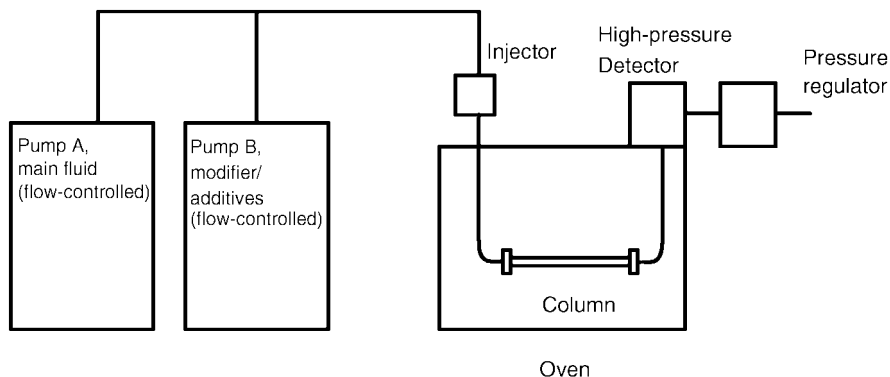 Pump A,
main fluid
(flow-controlled)
Pump B,
modifier/
additives
(flow-controlled)
Injector
High-pressure
Detector
Pressure
regulator
Column
Oven